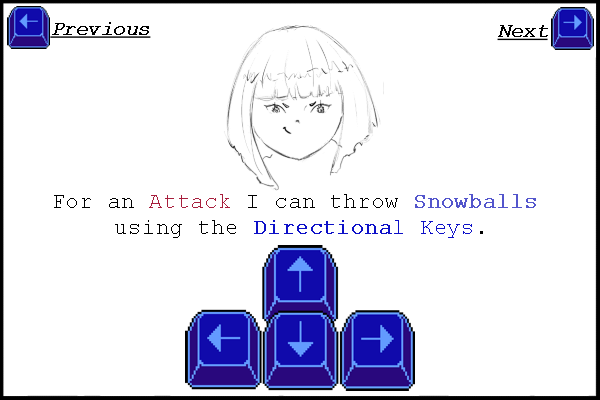 Previous
Next
For an Attack I can throw Snowballs
using the Directional Keys.